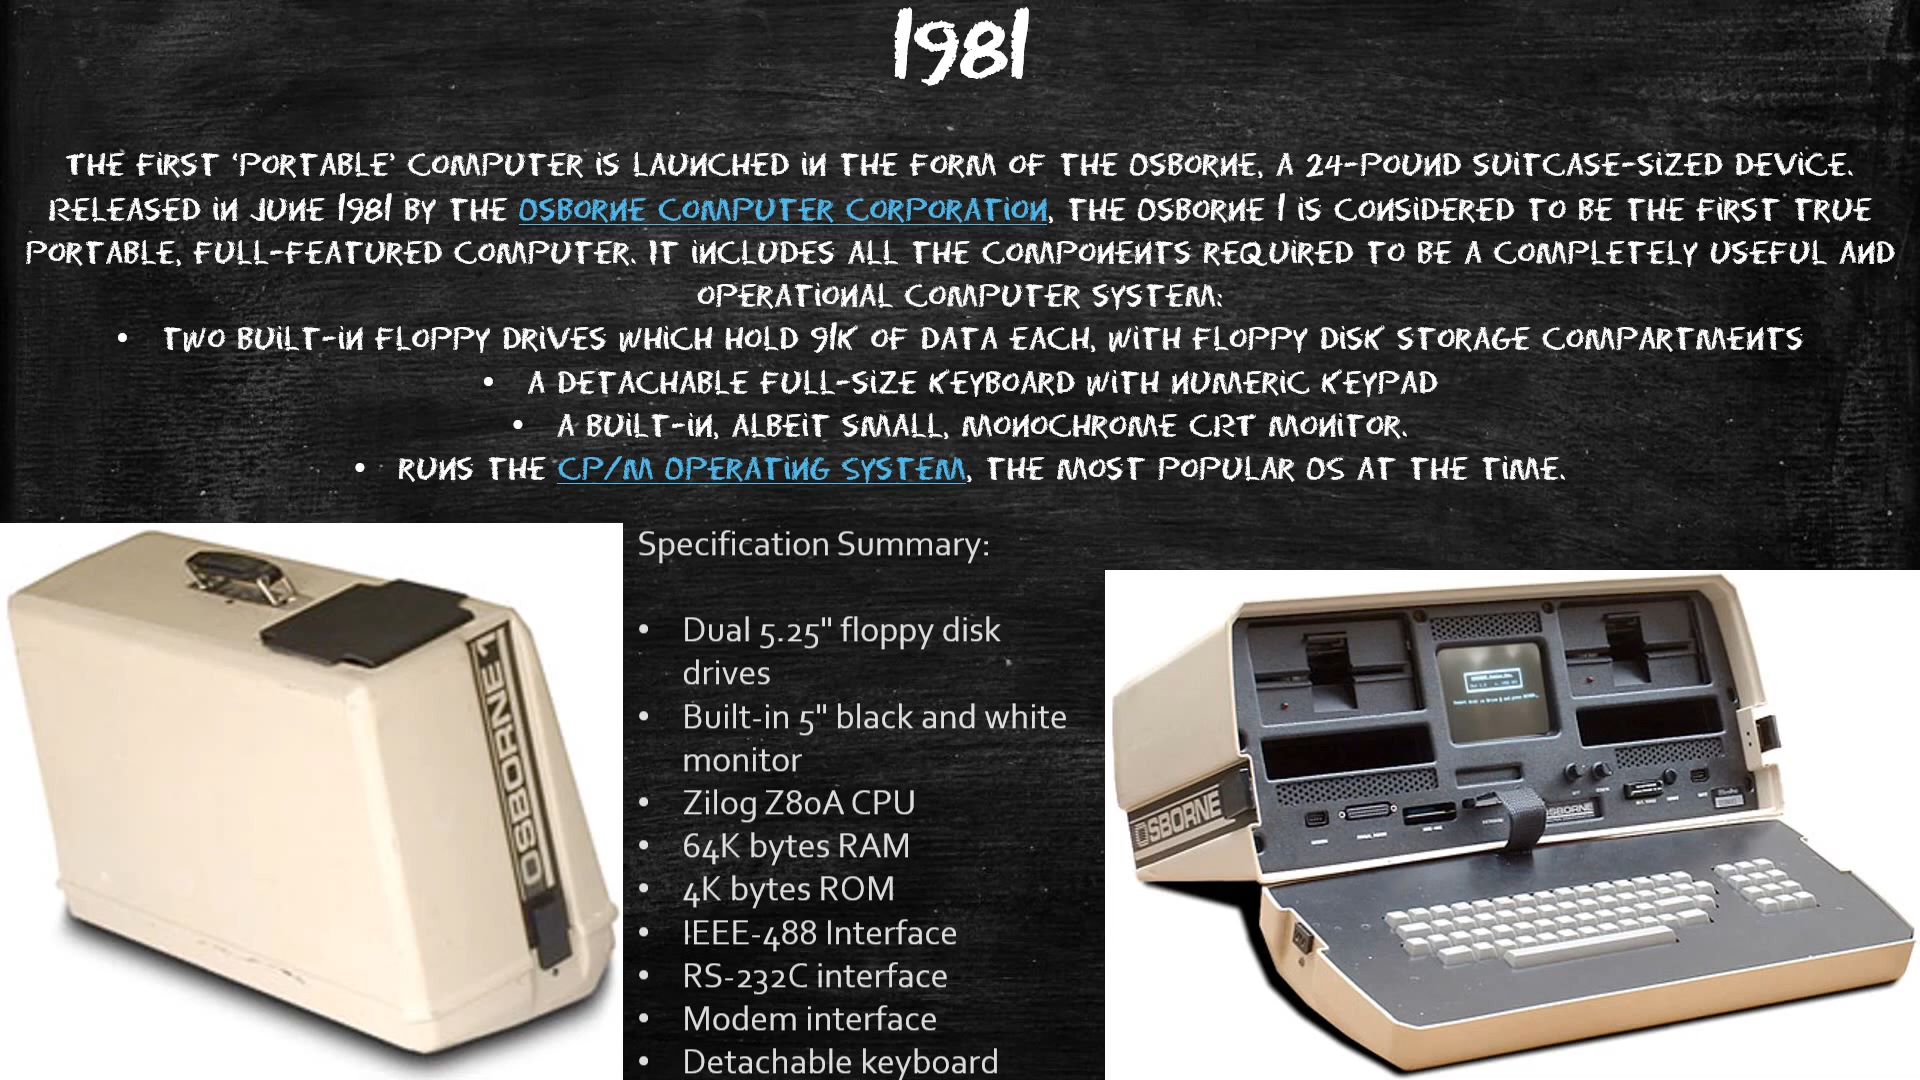 1981
THE FIRST ‘PORTABLE’ COMPUTER IS LAUNCHED IN THE FORM OF THE OSBORNE, A 24-POUND SUITCASE-SIZED DEVICE.
RELEASED IN JUNE 1981 BY THE OSBORNE COMPUTER CORPORATION, THE OSBORNE 1 IS CONSIDERED TO BE THE FIRST TRUE
PORTABLE, FULL-FEATURED COMPUTER. IT INCLUDES ALL THE COMPONENTS REQUIRED TO BE A COMPLETELY USEFUL AND
OPERATIONAL COMPUTER SYSTEM:
• TWO BUILT-IN FLOPPY DRIVES WHICH HOLD 91K OF DATA EACH, WITH FLOPPY DISK STORAGE COMPARTMENTS
• A DETACHABLE FULL-SIZE KEYBOARD WITH NUMERIC KEYPAD
• A BUILT-IN, ALBEIT SMALL, MONOCHROME CRT MONITOR.
• RUNS THE CP/M OPERATING SYSTEM, THE MOST POPULAR OS AT THE TIME.
OSBORNE 1
Specification Summary:
• Dual 5.25" floppy disk
drives
• Built-in 5" black and white
monitor
• Zilog Z80A CPU
• 64K bytes RAM
• 4K bytes ROM
• IEEE-488 Interface
• RS-232C interface
• Modem interface
• Detachable keyboard
OSBORNE
OSBORNE